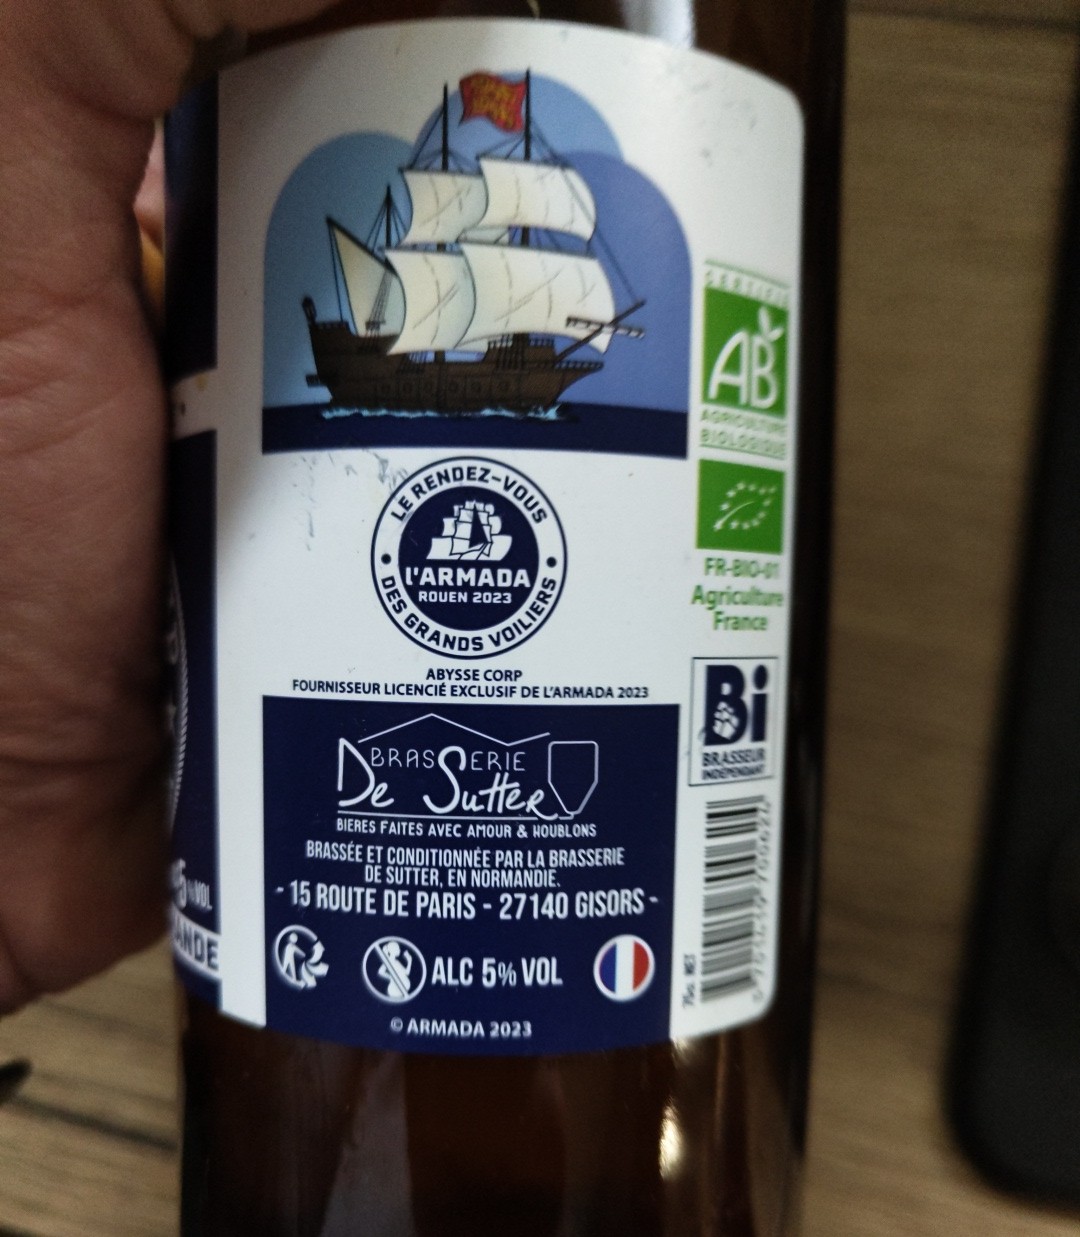 LE RENDEZ-VOUS
L'ARMADA
ROUEN 2023
DES GRANDS VOILIERS
ABYSSE CORP
FOURNISSEUR LICENCIÉ EXCLUSIF DE L'ARMADA 2023
BRASSERIE
De Sutter
BIERES FAITES AVEC AMOUR & HOUBLONS
BRASSÉE ET CONDITIONNÉE PAR LA BRASSERIE
DE SUTTER, EN NORMANDIE.
- 15 ROUTE DE PARIS - 27140 GISORS -
ALC 5% VOL
© ARMADA 2023
CERTIFIÉ
AB
AGRICULTURE
BIOLOGIQUE
FR-BIO-01
Agriculture
France
Bi
BRASSEUR
INDÉPENDANT
5%VOL